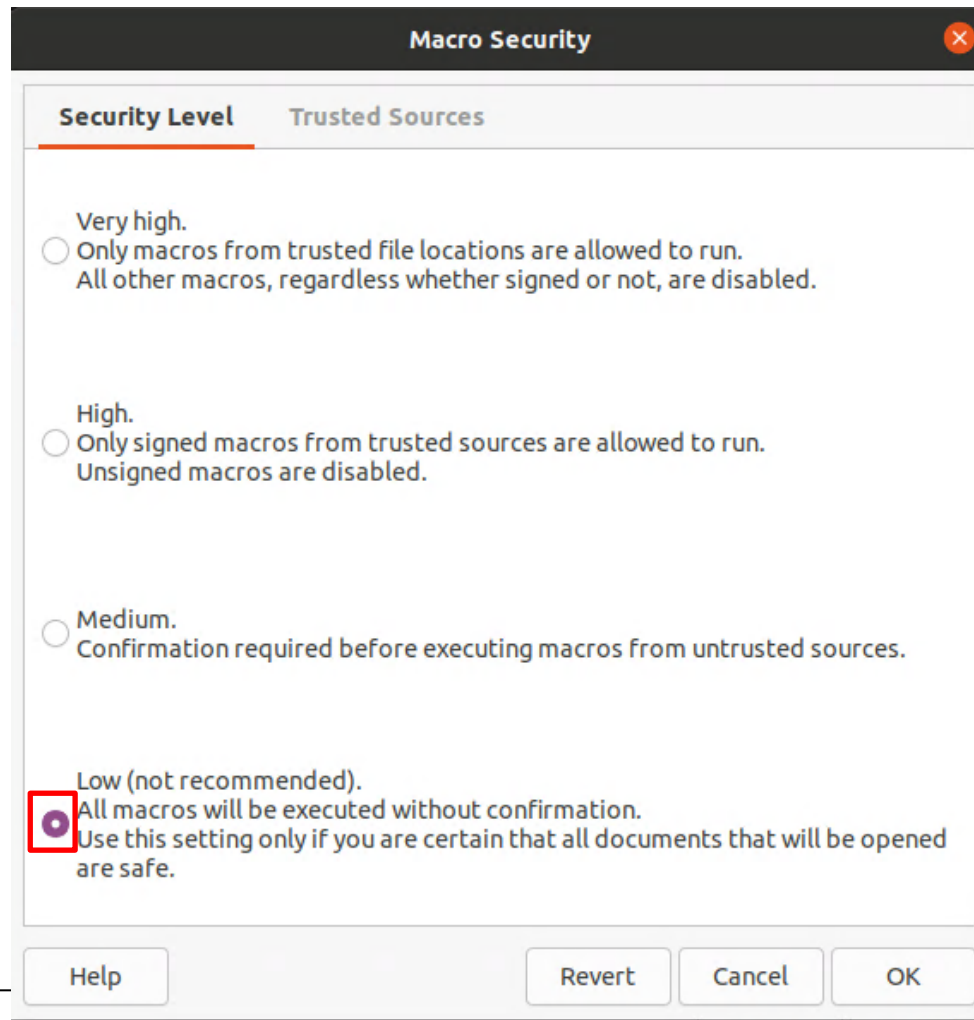 Macro Security
Security Level Trusted Sources
Very high.
Only macros from trusted file locations are allowed to run.
All other macros, regardless whether signed or not, are disabled.
High.
Only signed macros from trusted sources are allowed to run.
Unsigned macros are disabled.
Medium.
Confirmation required before executing macros from untrusted sources.
Low (not recommended).
All macros will be executed without confirmation.
Use this setting only if you are certain that all documents that will be opened
are safe.
Help Revert Cancel OK